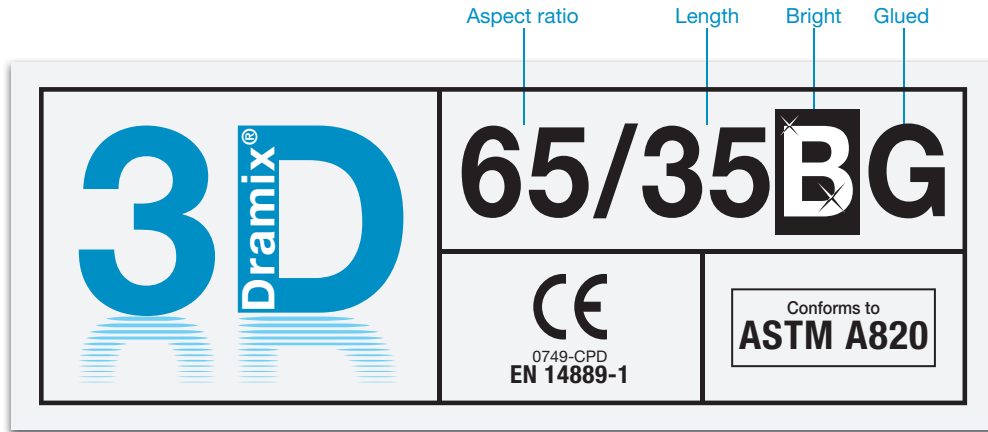 Aspect ratio Length Bright Glued
3D
Dramix®
65/35BG
CE
0749-CPD
EN 14889-1
Conforms to
ASTM A820